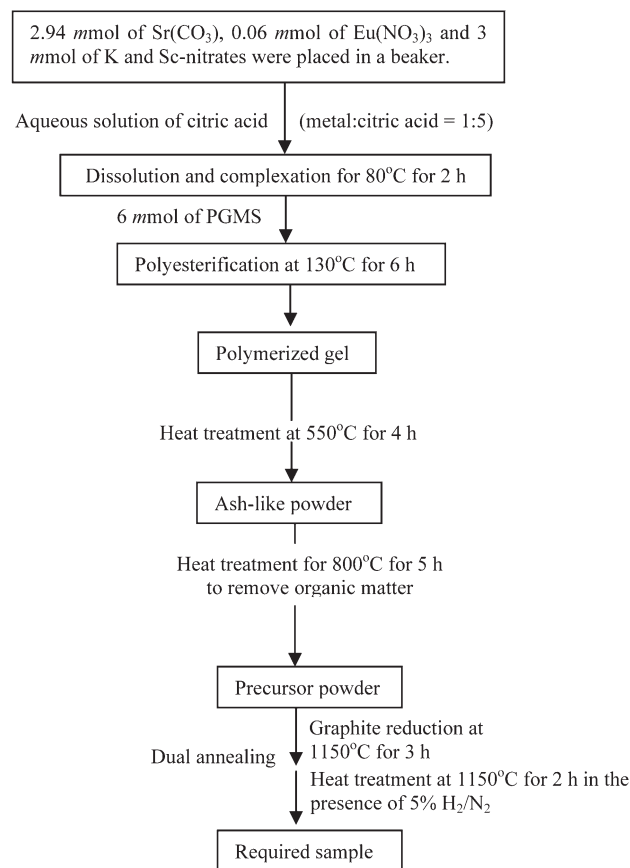 2.94 mmol of Sr(CO₃), 0.06 mmol of Eu(NO₃)₃ and 3
mmol of K and Sc-nitrates were placed in a beaker.
Aqueous solution of citric acid (metal:citric acid = 1:5)
Dissolution and complexation for 80°C for 2 h
6 mmol of PGMS
Polyesterification at 130°C for 6 h
Polymerized gel
Heat treatment at 550°C for 4 h
Ash-like powder
Heat treatment for 800°C for 5 h
to remove organic matter
Precursor powder
Dual annealing
Graphite reduction at
1150°C for 3 h
Heat treatment at 1150°C for 2 h in the
presence of 5% H₂/N₂
Required sample